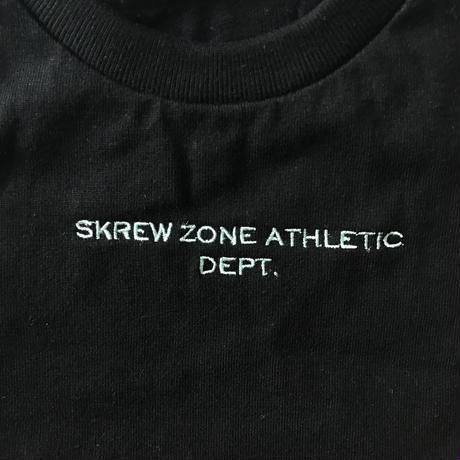 SKREW ZONE ATHLETIC
DEPT.